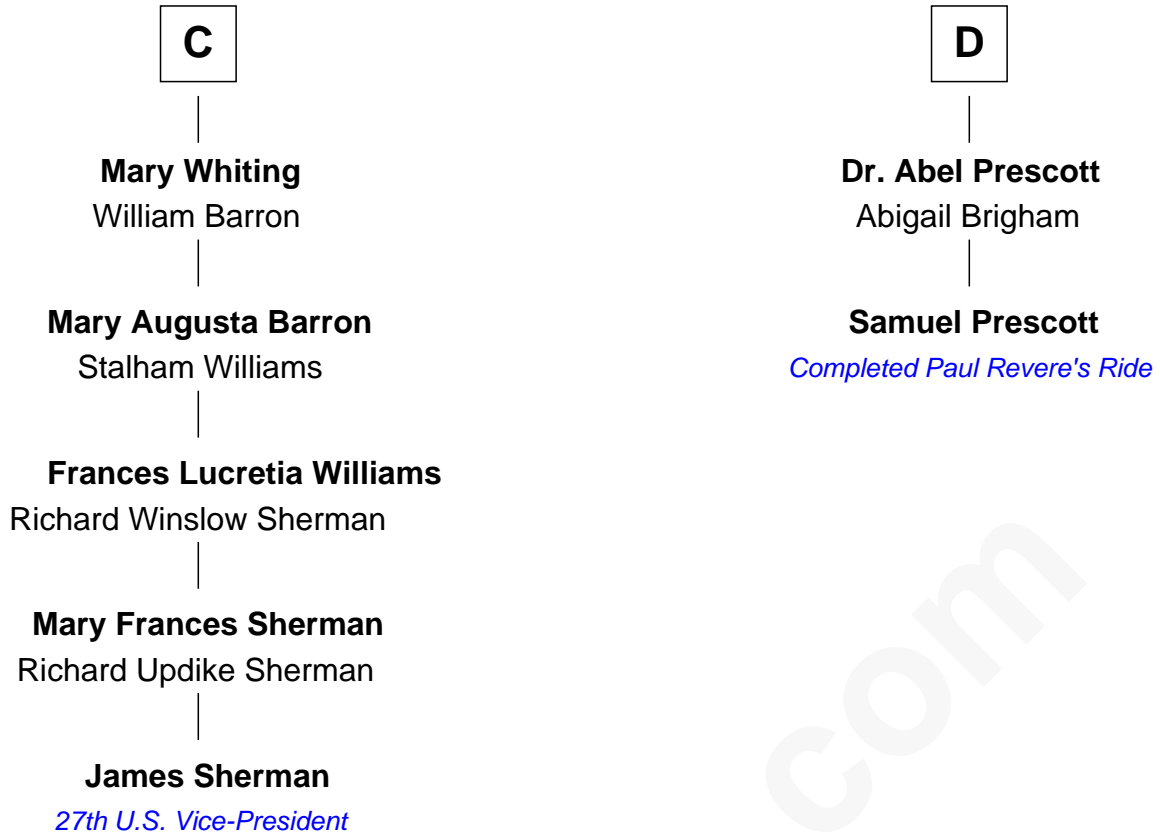 C
Mary Whiting
William Barron
Mary Augusta Barron
Stalham Williams
Frances Lucretia Williams
Richard Winslow Sherman
Mary Frances Sherman
Richard Updike Sherman
James Sherman
27th U.S. Vice-President
D
Dr. Abel Prescott
Abigail Brigham
Samuel Prescott
Completed Paul Revere's Ride
com